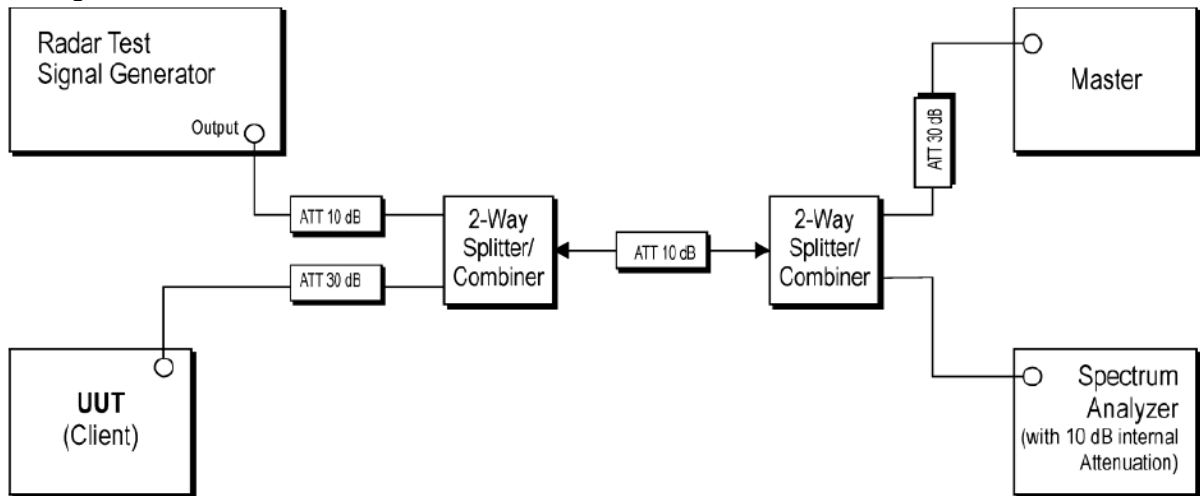 Radar Test
Signal Generator
Output
ATT 10 dB
ATT 30 dB
2-Way
Splitter/
Combiner
ATT 10 dB
2-Way
Splitter/
Combiner
ATT 30 dB
Master
UUT
(Client)
Spectrum
Analyzer
(with 10 dB internal
Attenuation)